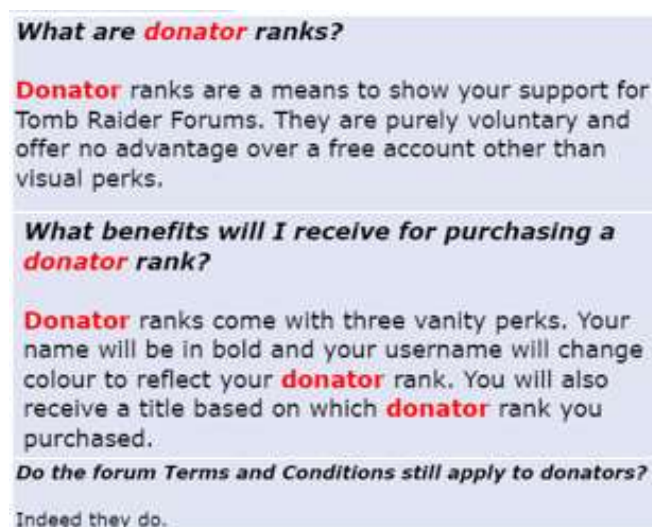 What are donator ranks?
Donator ranks are a means to show your support for
Tomb Raider Forums. They are purely voluntary and
offer no advantage over a free account other than
visual perks.
What benefits will I receive for purchasing a
donator rank?
Donator ranks come with three vanity perks. Your
name will be in bold and your username will change
colour to reflect your donator rank. You will also
receive a title based on which donator rank you
purchased.
Do the forum Terms and Conditions still apply to donators?
Indeed they do.